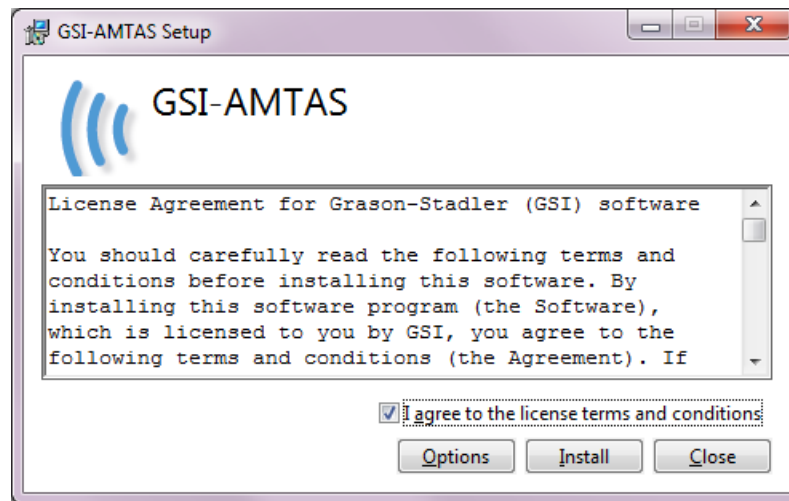 GSI-AMTAS Setup
GSI-AMTAS
License Agreement for Grason-Stadler (GSI) software
You should carefully read the following terms and
conditions before installing this software. By
installing this software program (the Software),
which is licensed to you by GSI, you agree to the
following terms and conditions (the Agreement). If
I agree to the license terms and conditions
Options Install Close